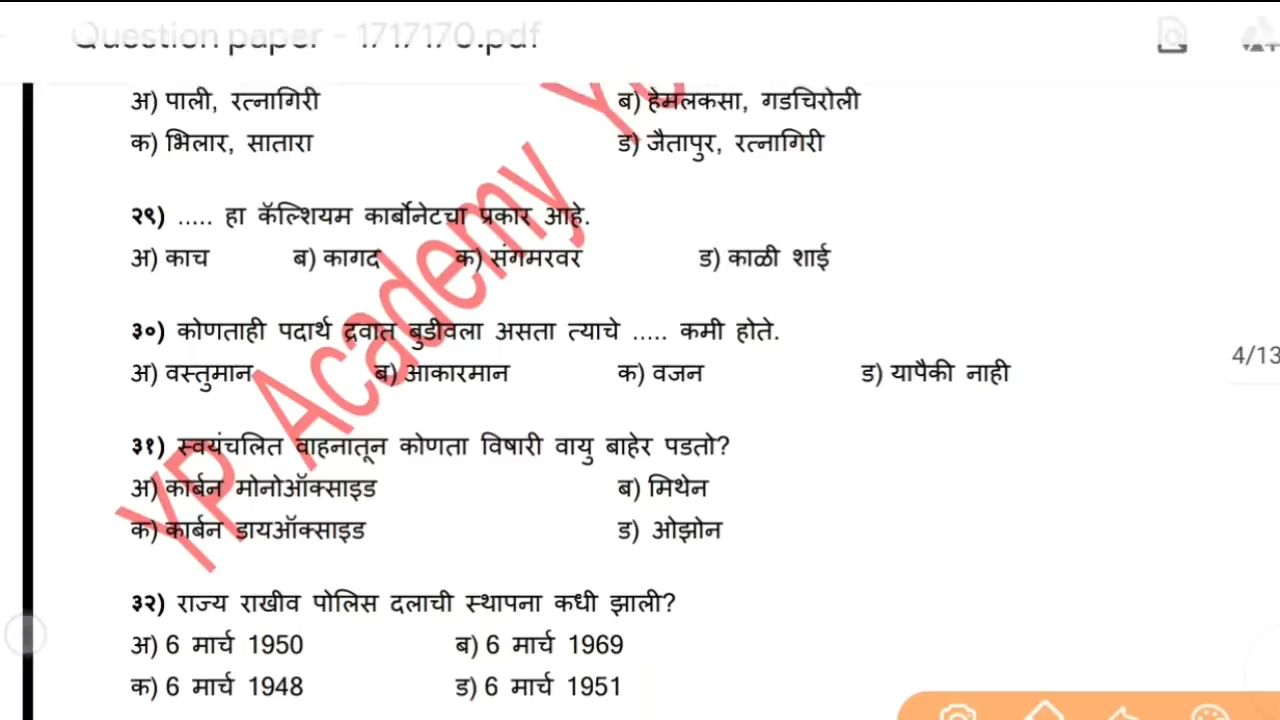 Question paper - 1717170.pdf
अ) पाली, रत्नागिरी ब) हेमलकसा, गडचिरोली
क) भिलार, सातारा ड) जैतापुर, रत्नागिरी
२९) ..... हा कॅल्शियम कार्बोनेटचा प्रकार आहे.
अ) काच ब) कागद क) संगमरवर ड) काळी शाई
३०) कोणताही पदार्थ द्रवात बुडीवला असता त्याचे ..... कमी होते.
अ) वस्तुमान ब) आकारमान क) वजन ड) यापैकी नाही
4/13
३१) स्वयंचलित वाहनातून कोणता विषारी वायु बाहेर पडतो?
अ) कार्बन मोनोऑक्साइड ब) मिथेन
क) कार्बन डायऑक्साइड ड) ओझोन
३२) राज्य राखीव पोलिस दलाची स्थापना कधी झाली?
अ) 6 मार्च 1950 ब) 6 मार्च 1969
क) 6 मार्च 1948 ड) 6 मार्च 1951
YP Academy